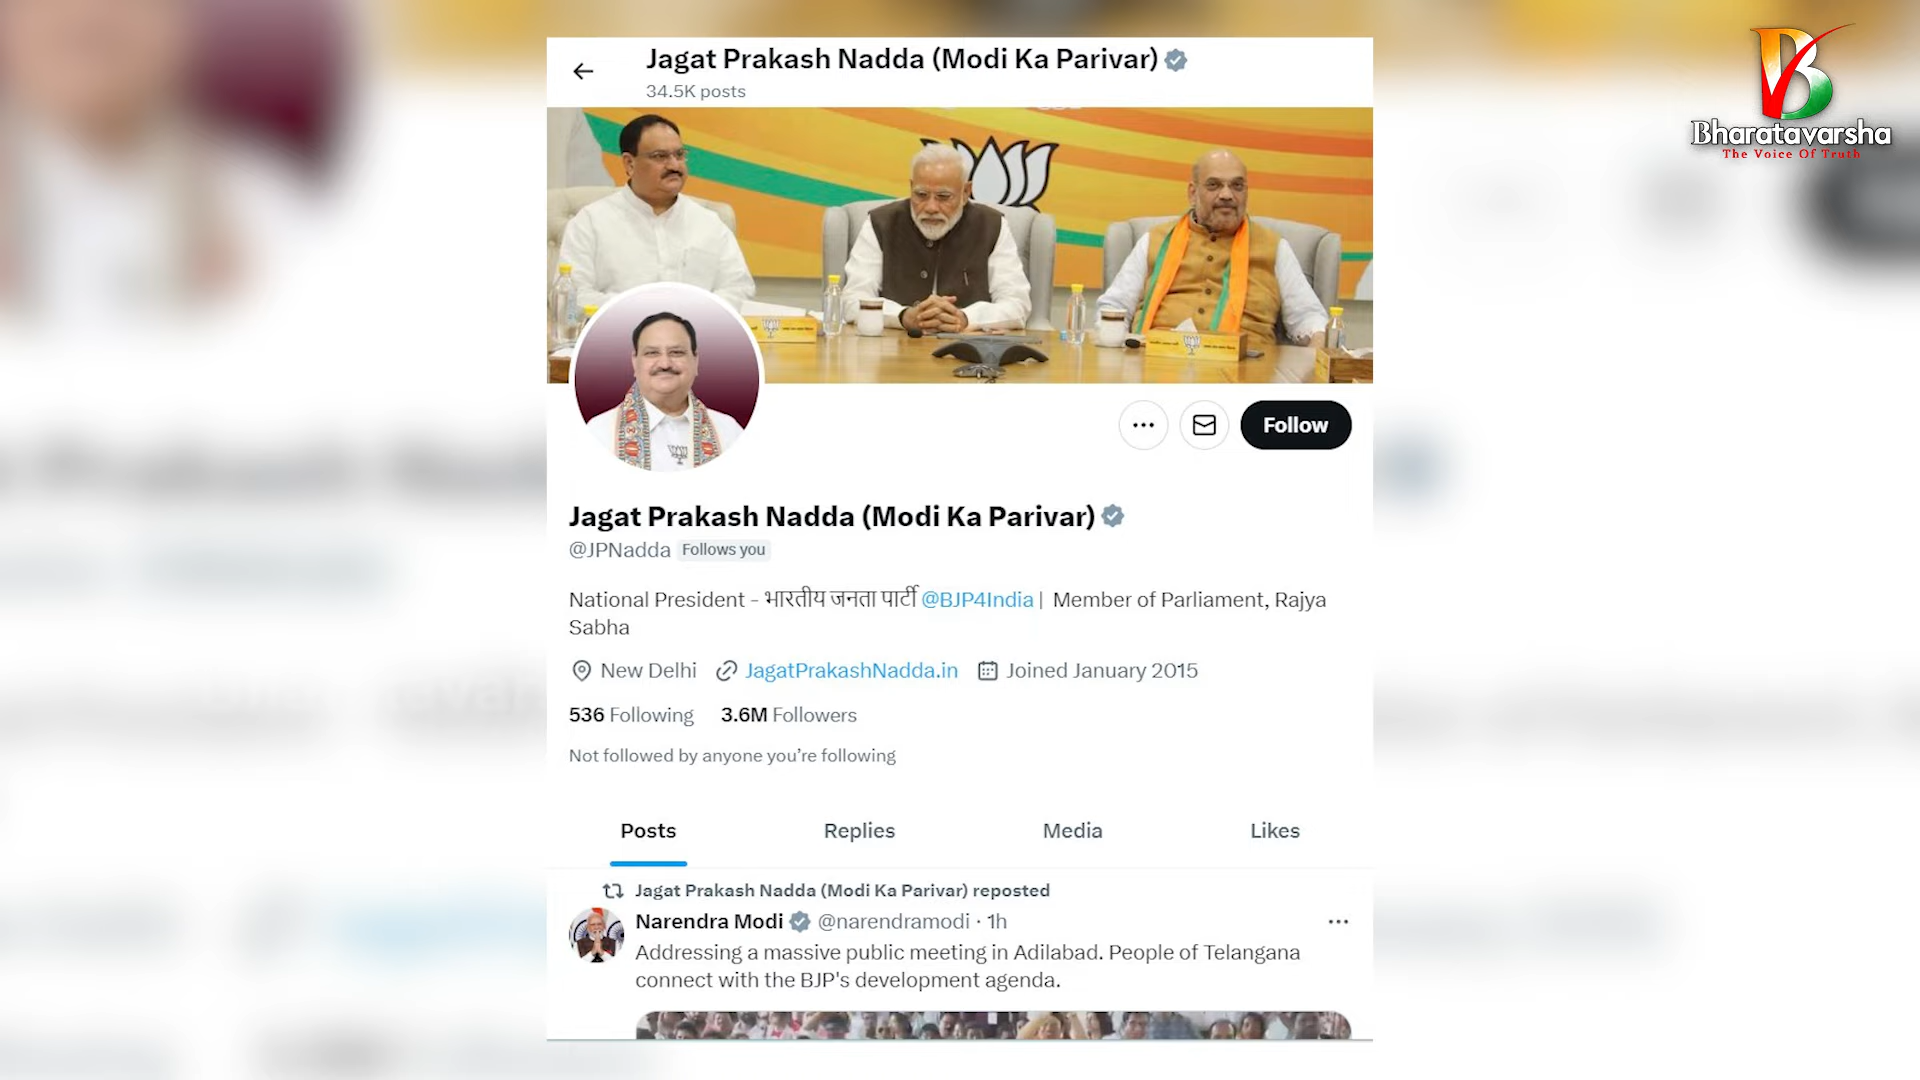 Jagat Prakash Nadda (Modi Ka Parivar)
34.5K posts
Bharatavarsha
The Voice Of Truth
Follow
Jagat Prakash Nadda (Modi Ka Parivar)
@JPNadda Follows you
National President - भारतीय जनता पार्टी @BJP4India | Member of Parliament, Rajya
Sabha
New Delhi JagatPrakashNadda.in Joined January 2015
536 Following 3.6M Followers
Not followed by anyone you’re following
Posts Replies Media Likes
Jagat Prakash Nadda (Modi Ka Parivar) reposted
Narendra Modi @narendramodi · 1h
Addressing a massive public meeting in Adilabad. People of Telangana
connect with the BJP's development agenda.